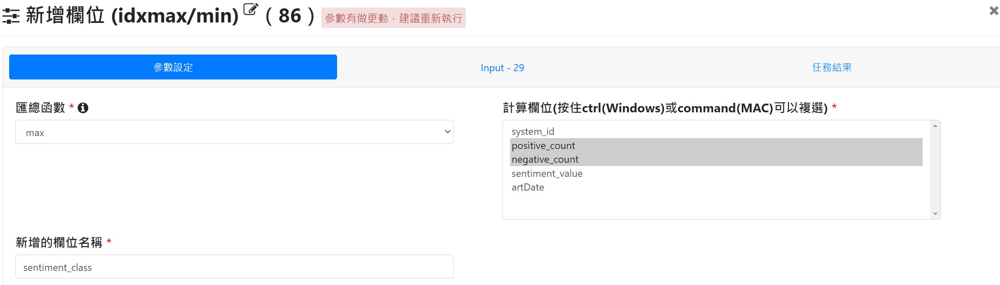 新增欄位 (idxmax/min) ( 86 ) 參數有做更動，建議重新執行
參數設定
Input - 29
任務結果
匯總函數 *
max
計算欄位(按住ctrl(Windows)或command(MAC)可以複選) *
system_id
positive_count
negative_count
sentiment_value
artDate
新增的欄位名稱 *
sentiment_class